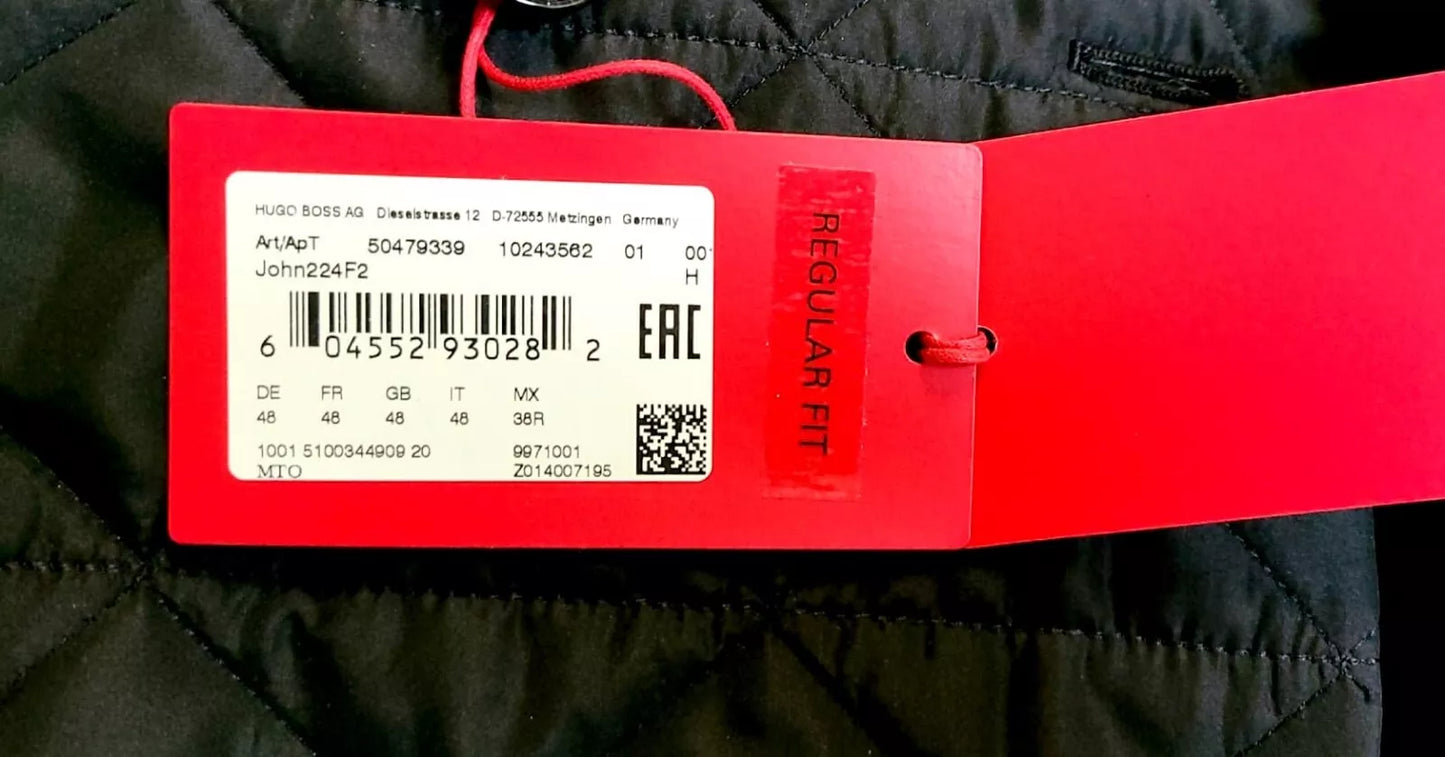 HUGO BOSS AG Dieselstrasse 12 D-72555 Metzingen Germany
Art/ApT 50479339 10243562 01 001
John224F2 H
6 04552 93028 2 EAC
DE FR GB IT MX
48 48 48 48 38R
1001 5100344909 20 9971001
MTO Z014007195
REGULAR FIT